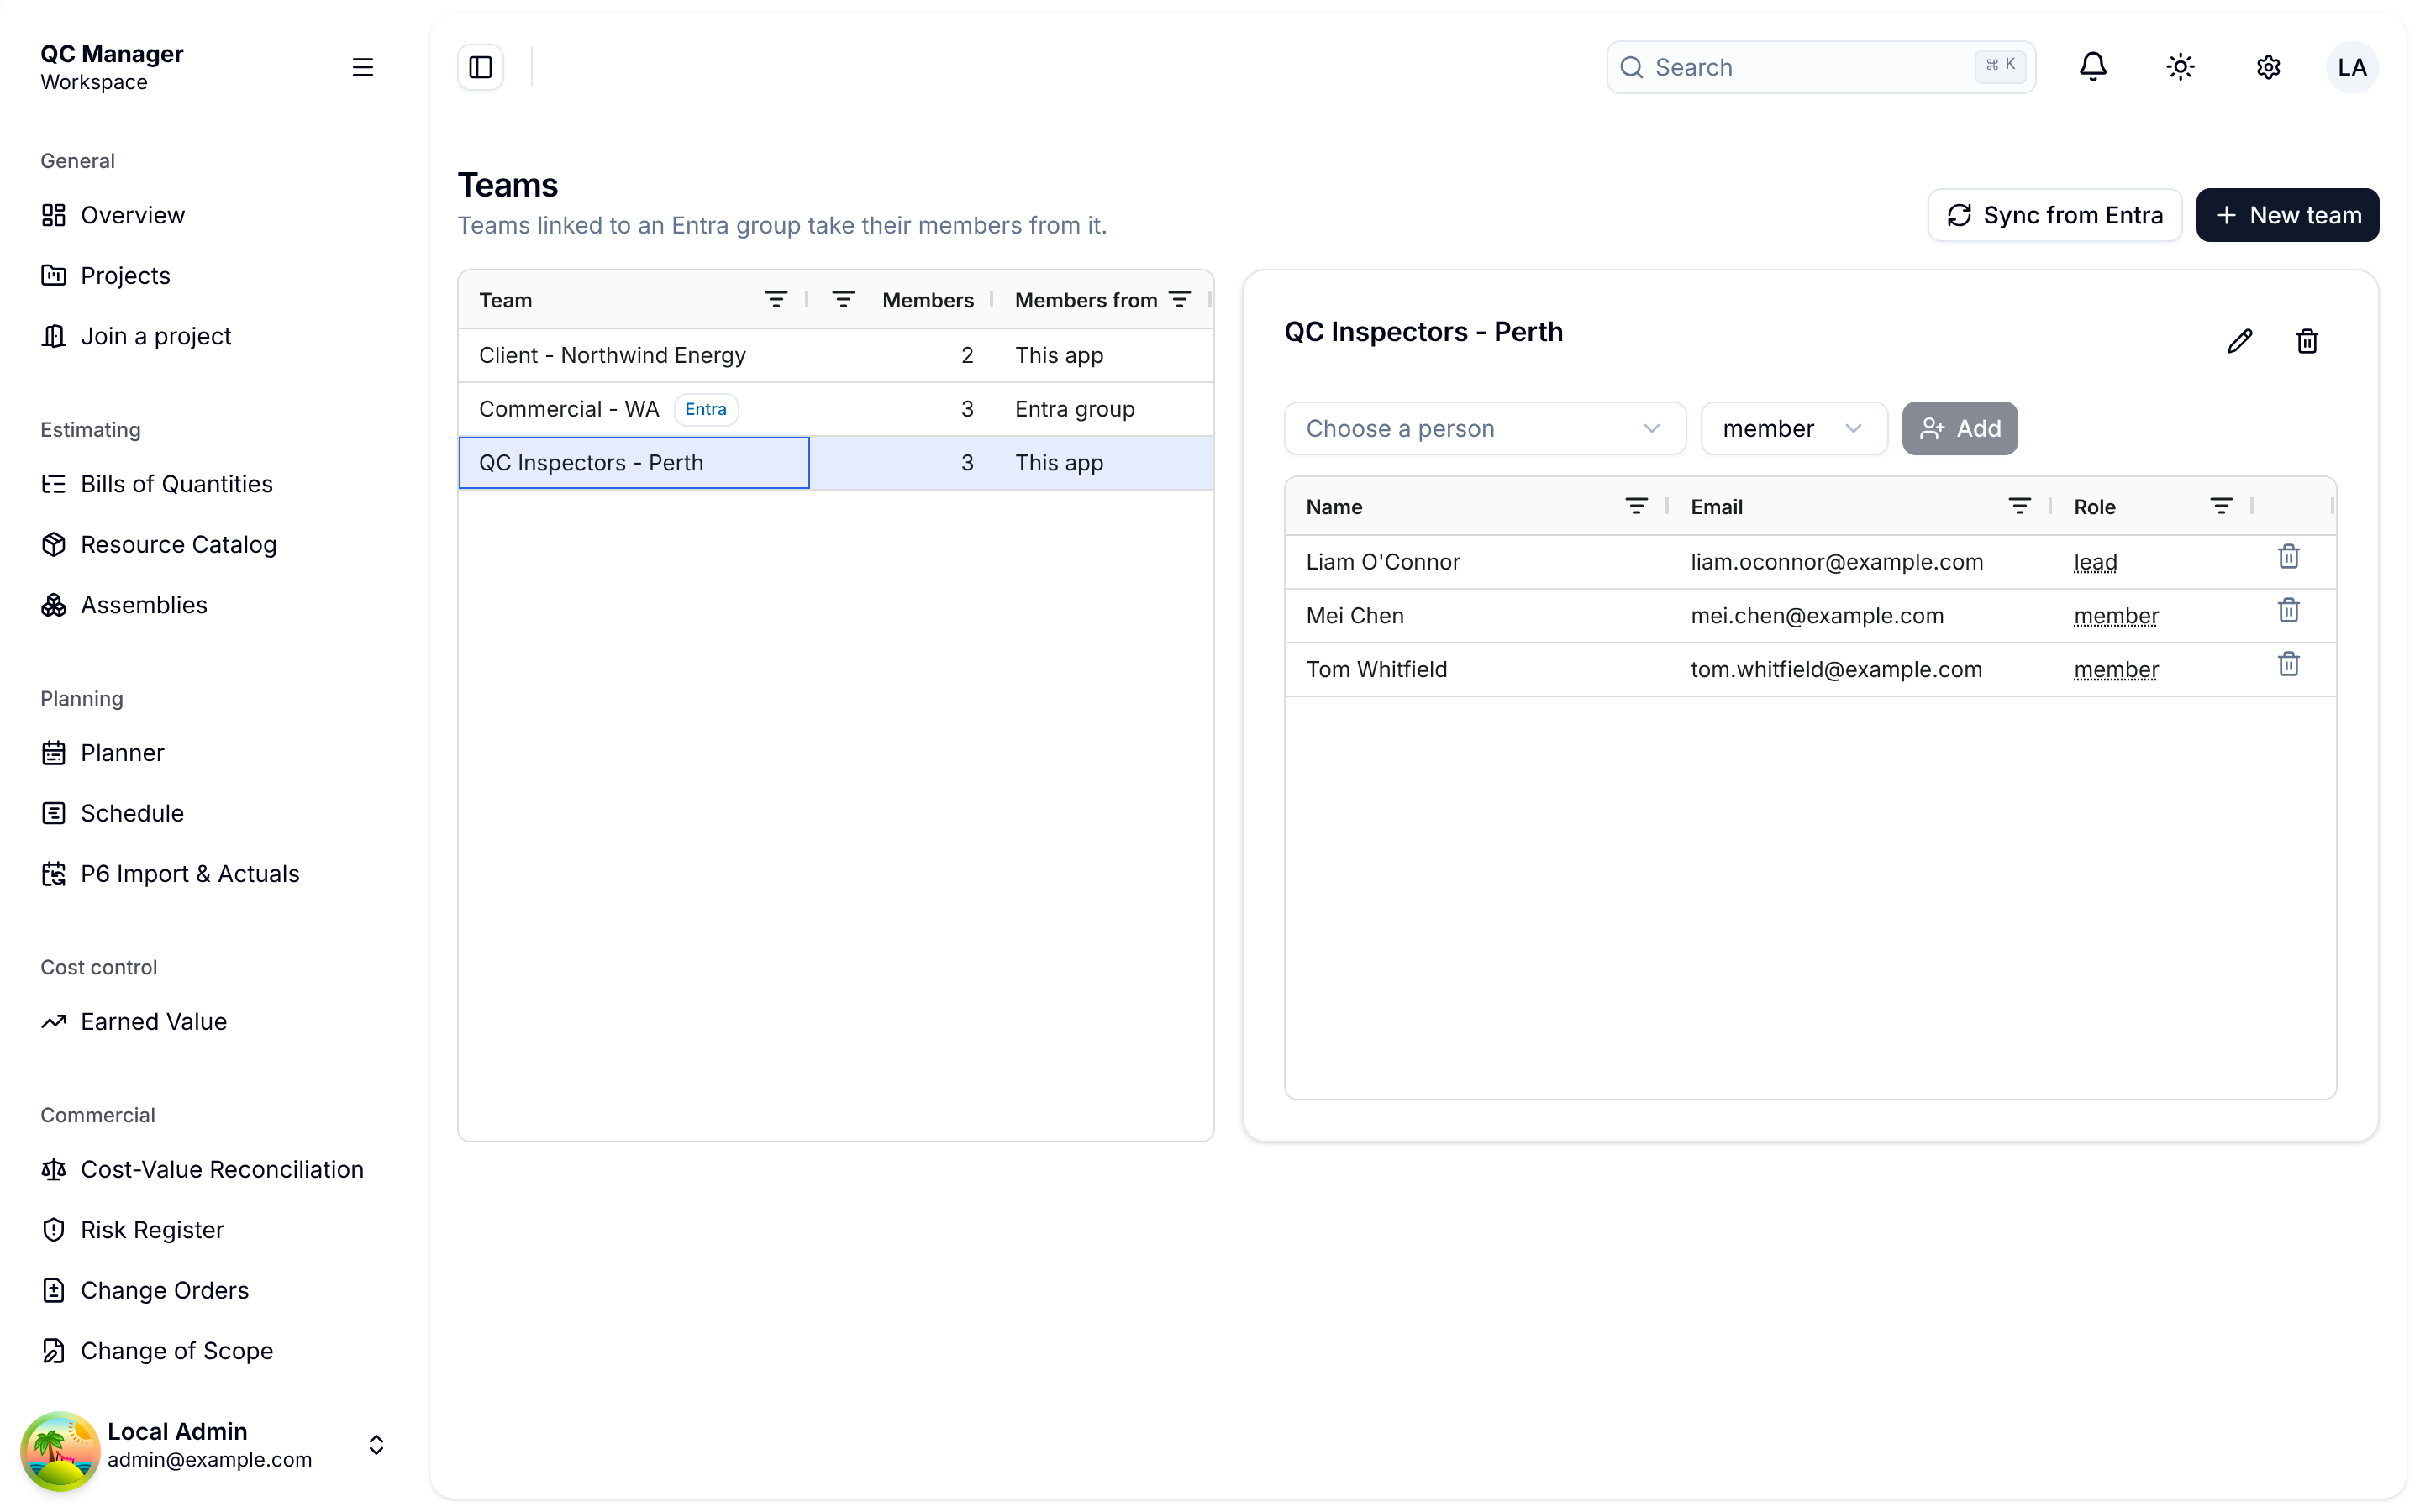 QC Manager
Workspace
General
Overview
Projects
Join a project
Estimating
Bills of Quantities
Resource Catalog
Assemblies
Planning
Planner
Schedule
P6 Import & Actuals
Cost control
Earned Value
Commercial
Cost-Value Reconciliation
Risk Register
Change Orders
Change of Scope
Local Admin
admin@example.com
Search ⌘ K
LA
Teams
Teams linked to an Entra group take their members from it.
Sync from Entra
New team
Team Members Members from
Client - Northwind Energy 2 This app
Commercial - WA Entra 3 Entra group
QC Inspectors - Perth 3 This app
QC Inspectors - Perth
Choose a person member Add
Name Email Role
Liam O'Connor liam.oconnor@example.com lead
Mei Chen mei.chen@example.com member
Tom Whitfield tom.whitfield@example.com member